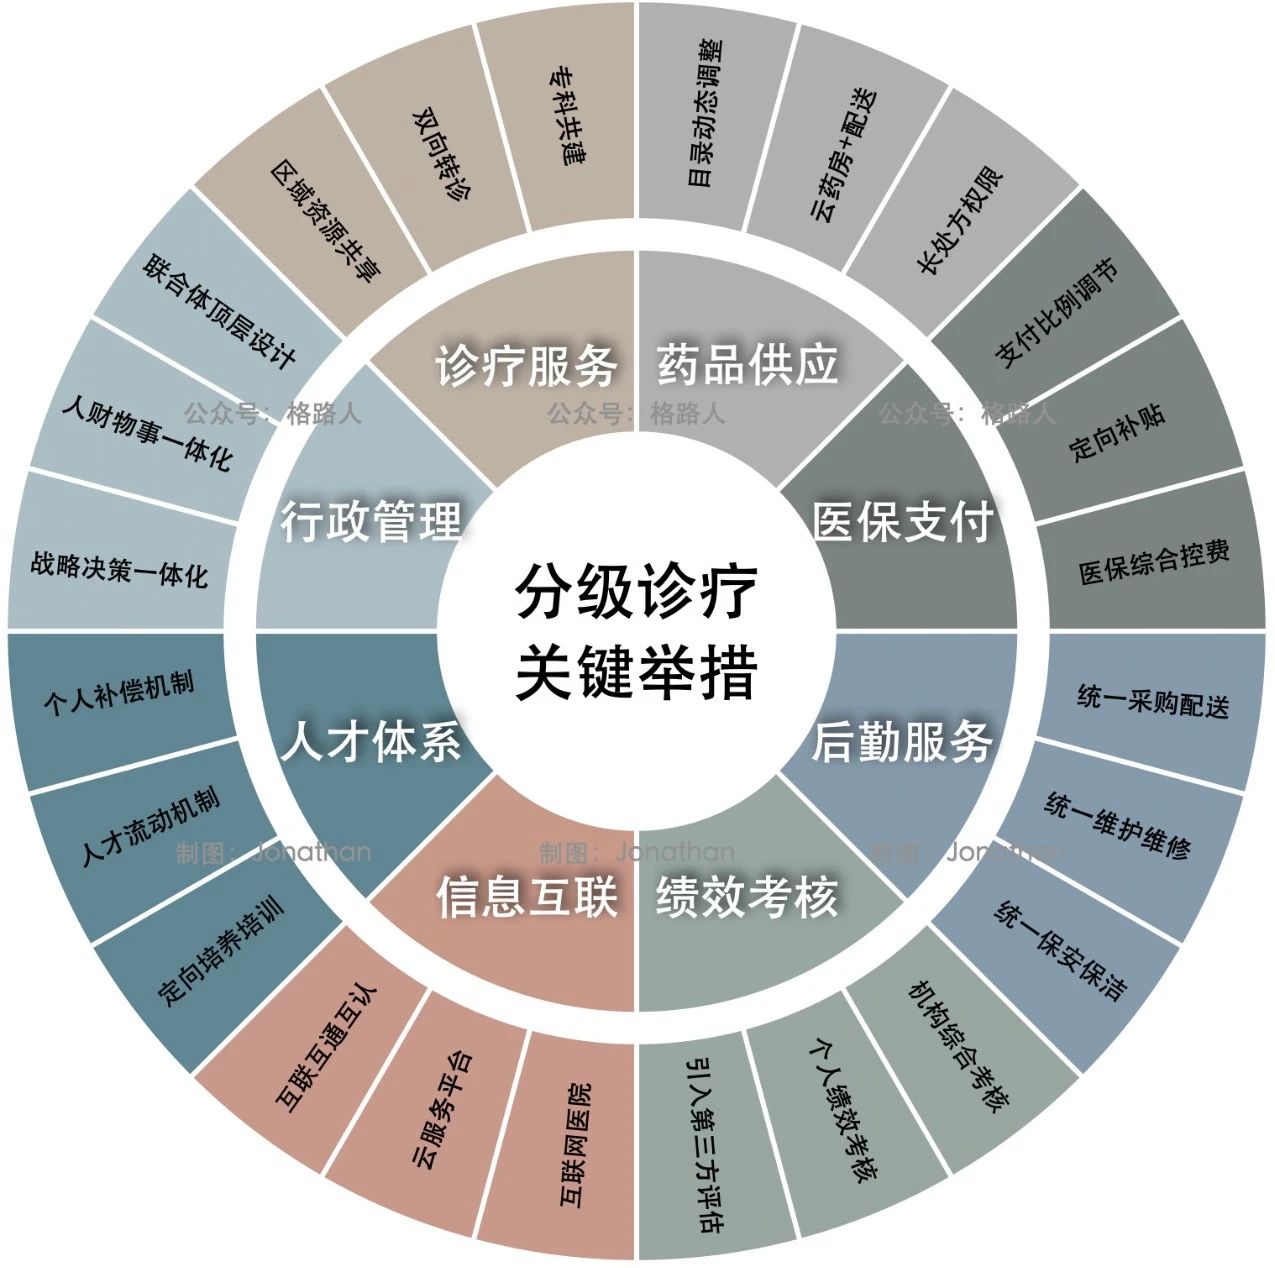 分级诊疗
关键举措
诊疗服务
专科共建
双向转诊
区域资源共享
药品供应
目录动态调整
云药房+配送
长处方权限
医保支付
支付比例调节
定向补贴
医保综合控费
后勤服务
统一采购配送
统一维护维修
统一保安保洁
绩效考核
机构综合考核
个人绩效考核
引入第三方评估
信息互联
互联网医院
云服务平台
互联互通互认
人才体系
定向培养培训
人才流动机制
个人补偿机制
行政管理
战略决策一体化
人财物事一体化
联合体顶层设计
公众号：格路人
公众号：格路人
公众号：格路人
制图：Jonathan
制图：Jonathan
制图：Jonathan